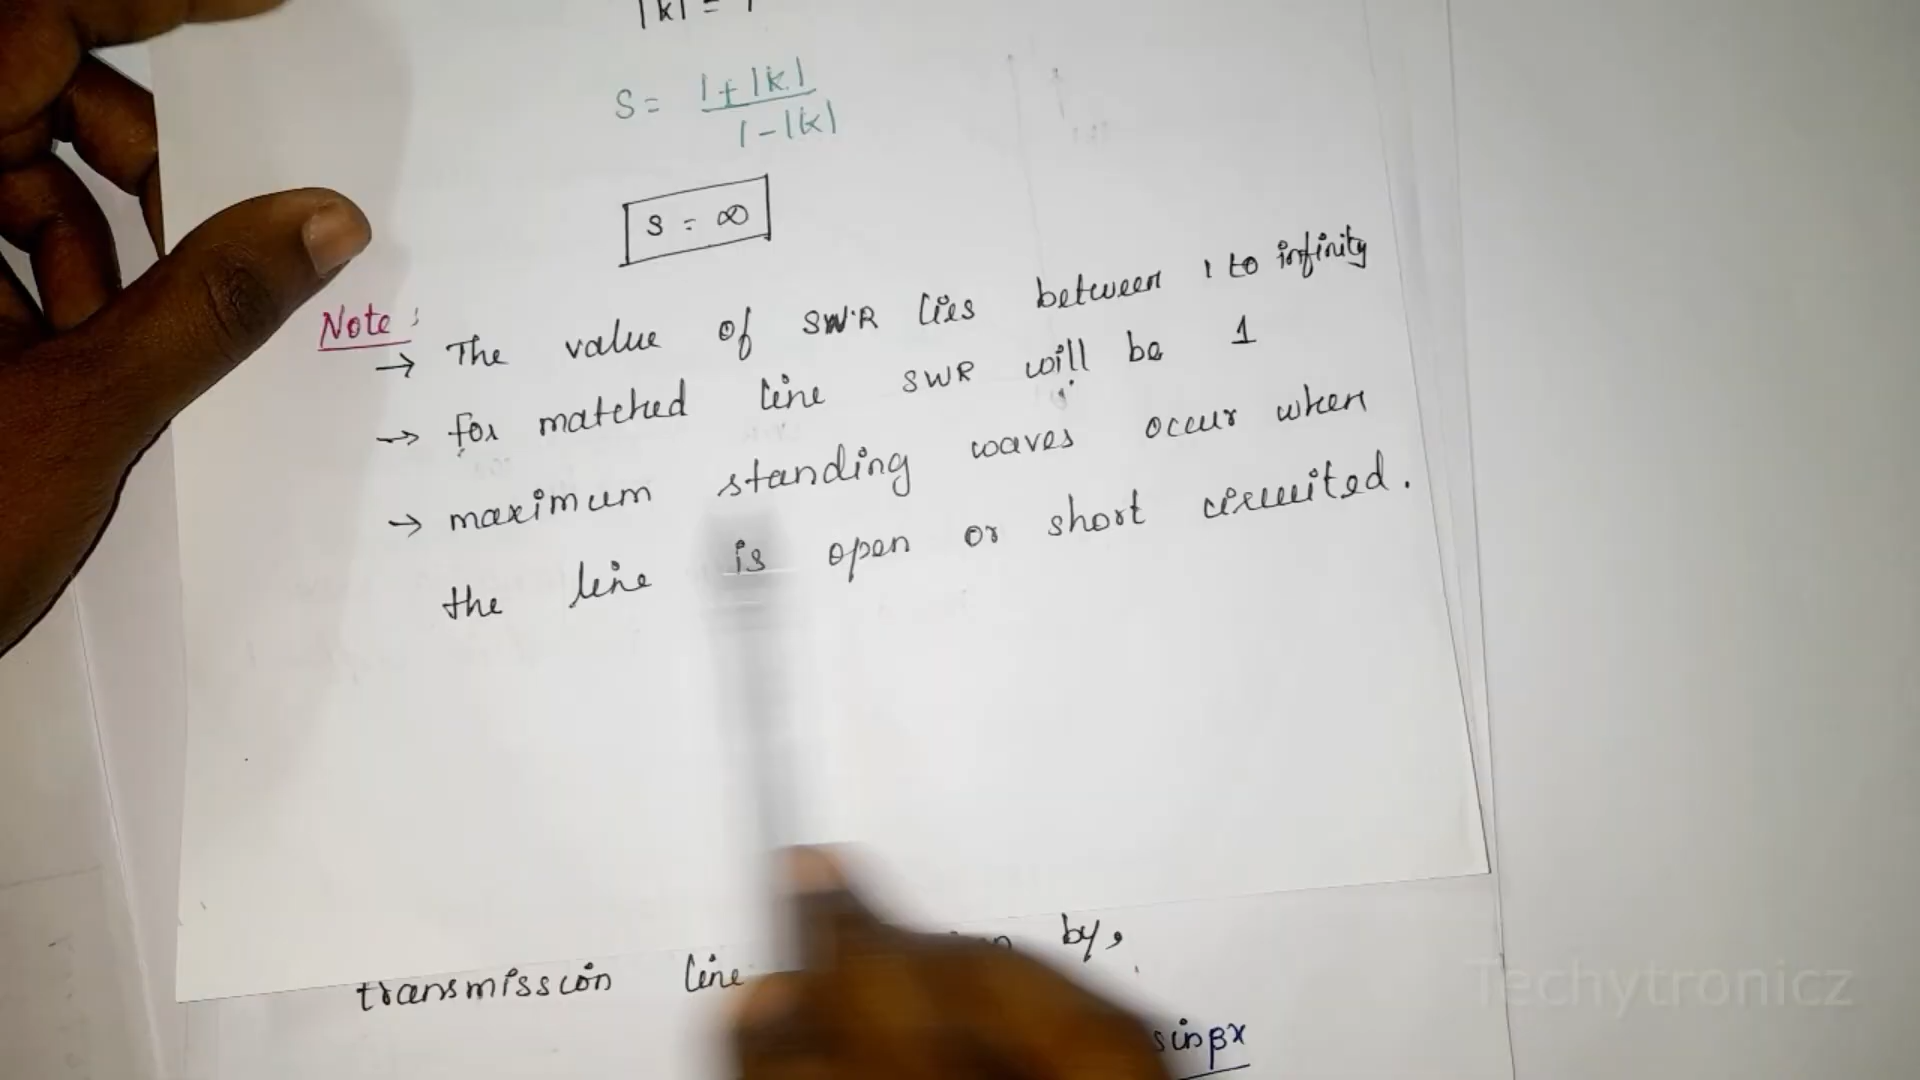 |k| =
S = 1+|k|
1-|k|
S = ∞
Note:
→ The value of SWR lies between 1 to infinity
→ for matched line SWR will be 1
→ maximum standing waves occur when
the line is open or short circuited.
transmission line by,
sinβx
Techytronicz